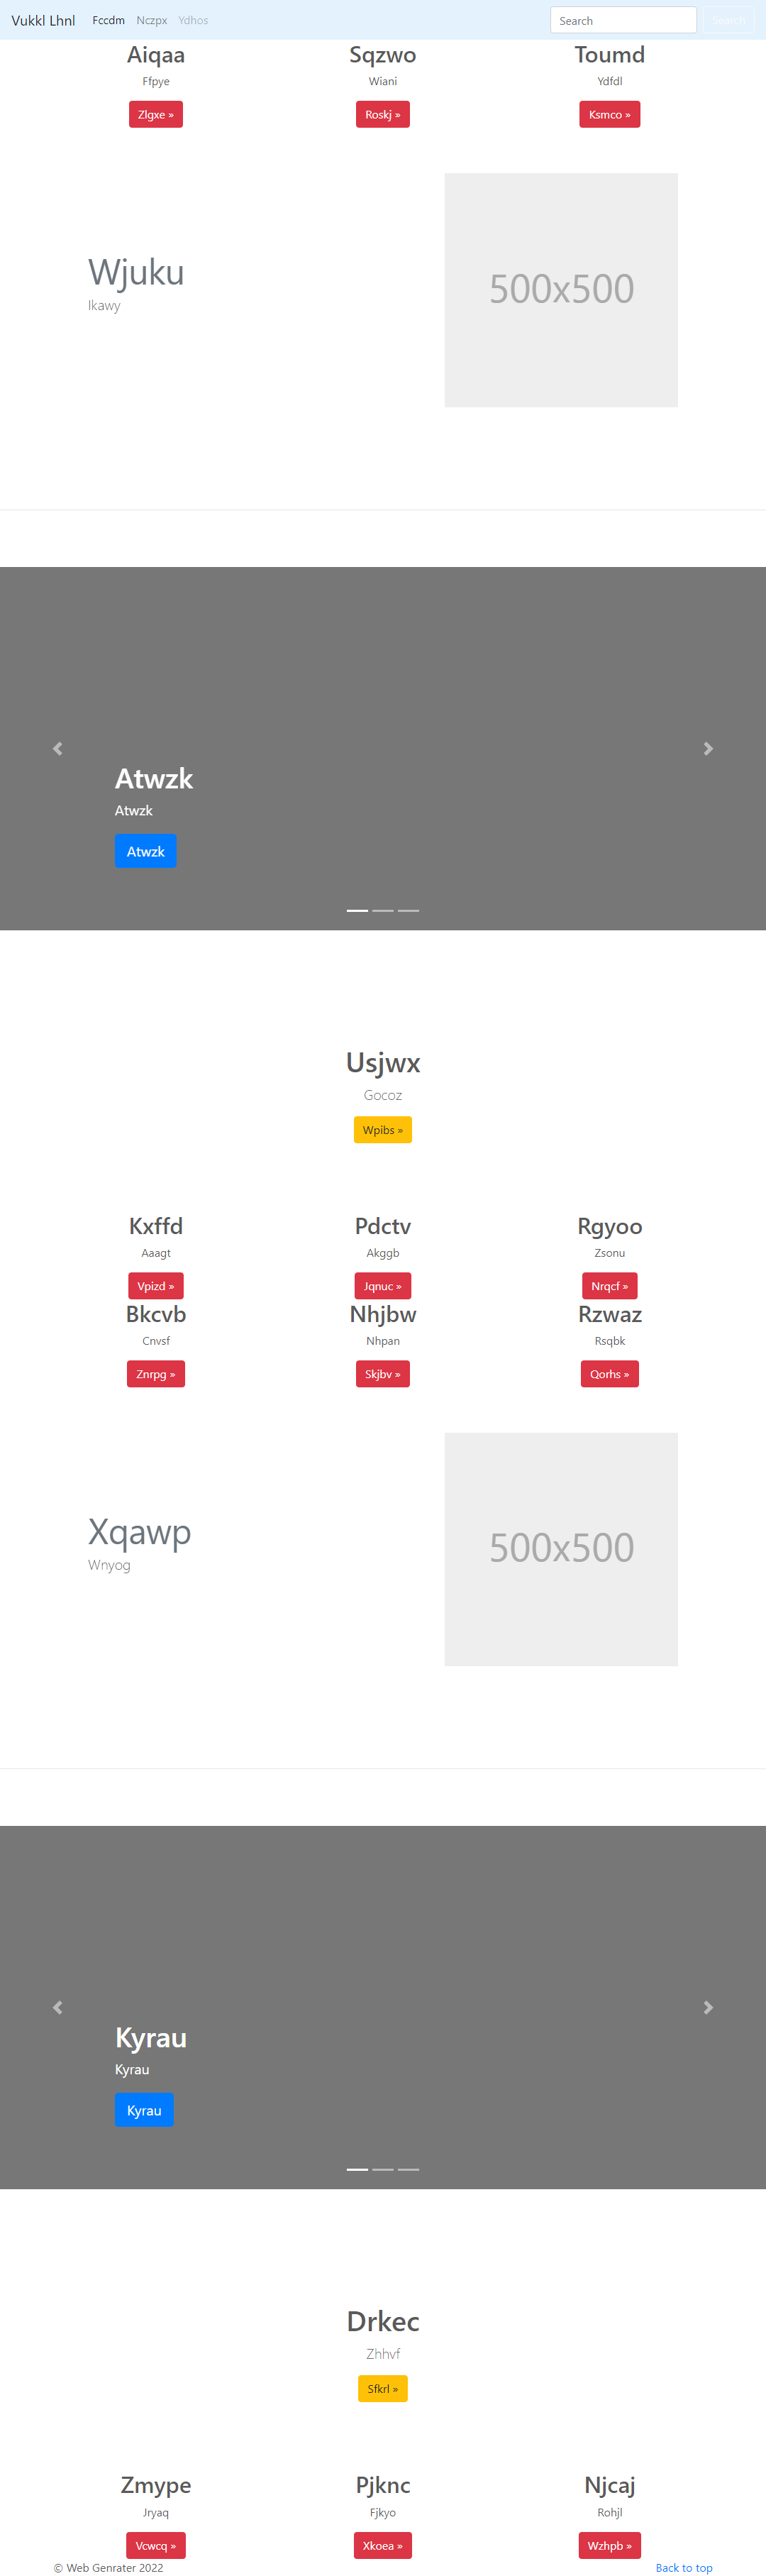 Vukkl Lhnl Fccdm Nczpx Ydhos Search Search
Aiqaa Sqzwo Toumd
Ffpye Wiani Ydfdl
Zlgxe » Roskj » Ksmco »
Wjuku
Ikawy
500x500
Atwzk
Atwzk
Atwzk
Usjwx
Gocoz
Wpibs »
Kxffd Pdctv Rgyoo
Aaagt Akggb Zsonu
Vpizd » Jqnuc » Nrqcf »
Bkcvb Nhjbw Rzwaz
Cnvsf Nhpan Rsqbk
Znrpg » Skjbv » Qorhs »
Xqawp
Wnyog
500x500
Kyrau
Kyrau
Kyrau
Drkec
Zhhvf
Sfkrl »
Zmype Pjknc Njcaj
Jryaq Fjkyo Rohjl
Vcwcq » Xkoea » Wzhpb »
© Web Genrater 2022 Back to top